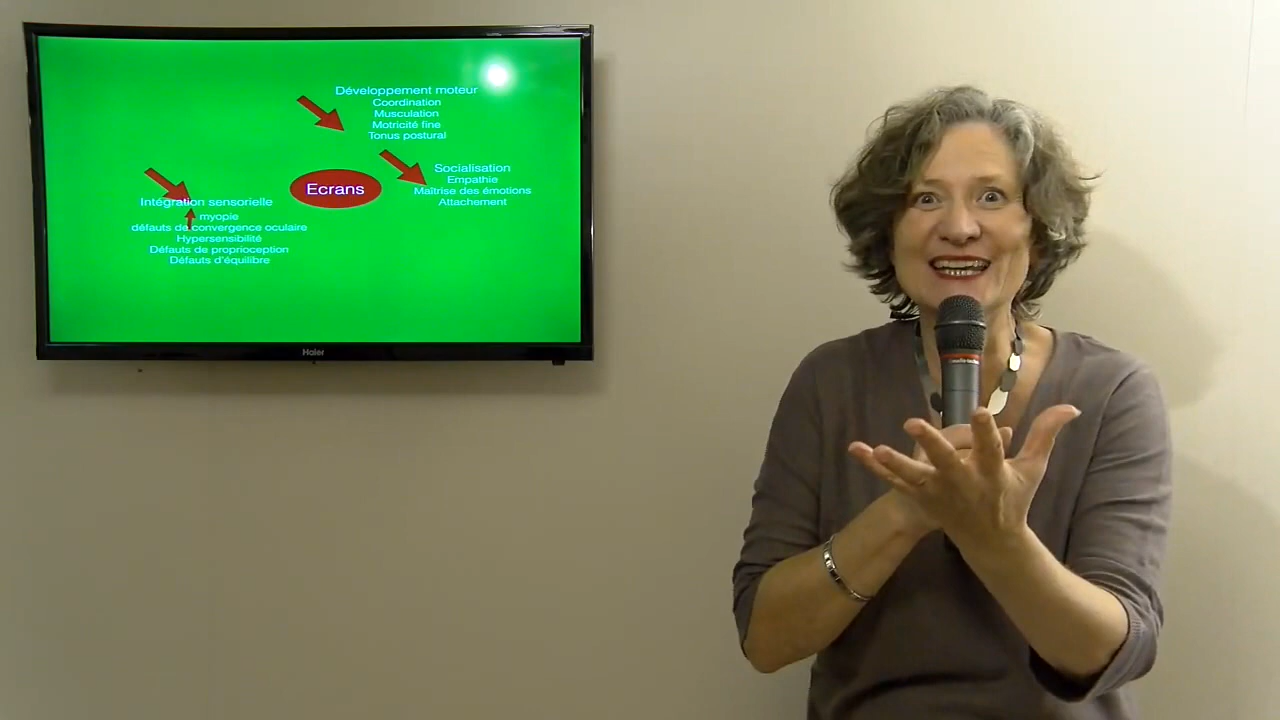 Développement moteur
Coordination
Musculation
Motricité fine
Tonus postural
Socialisation
Empathie
Maîtrise des émotions
Attachement
Ecrans
Intégration sensorielle
myopie
défauts de convergence oculaire
Hypersensibilité
Défauts de proprioception
Défauts d'équilibre
Haier